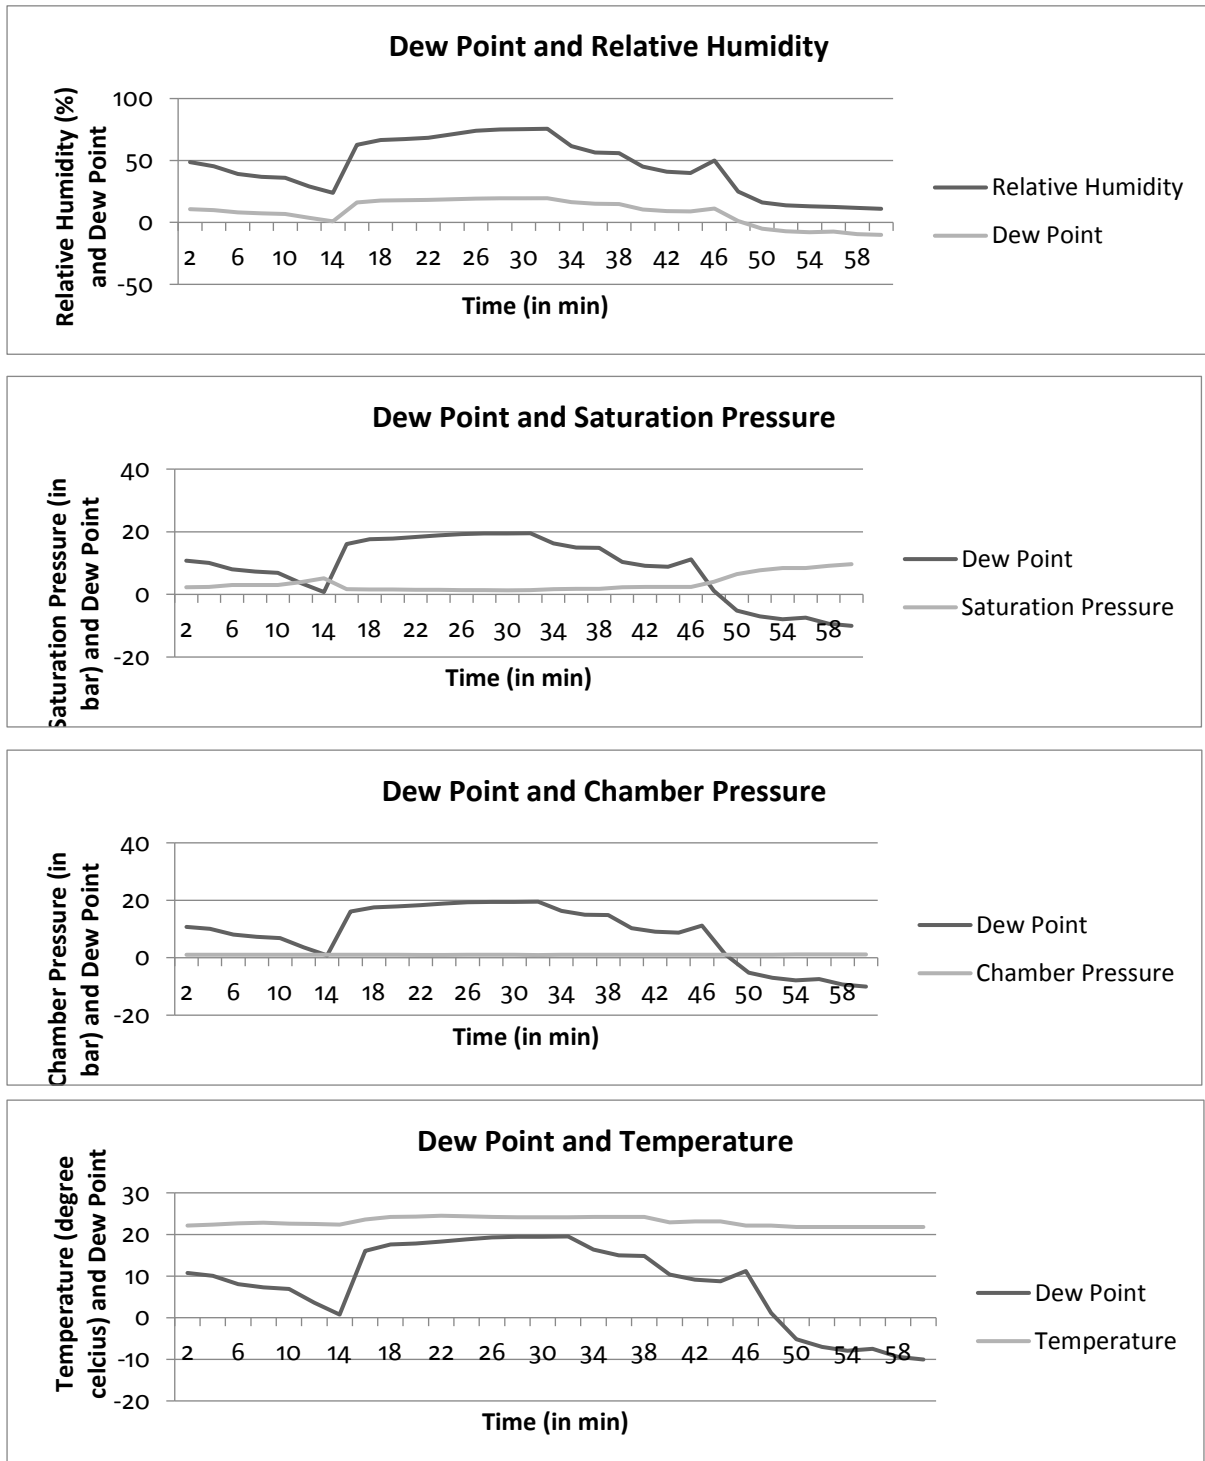 Dew Point and Relative Humidity
Relative Humidity (%)
and Dew Point
100
50
0
-50
2 6 10 14 18 22 26 30 34 38 42 46 50 54 58
Time (in min)
Relative Humidity
Dew Point
Dew Point and Saturation Pressure
Saturation Pressure (in
bar) and Dew Point
40
20
0
-20
2 6 10 14 18 22 26 30 34 38 42 46 50 54 58
Time (in min)
Dew Point
Saturation Pressure
Dew Point and Chamber Pressure
Chamber Pressure (in
bar) and Dew Point
40
20
0
-20
2 6 10 14 18 22 26 30 34 38 42 46 50 54 58
Time (in min)
Dew Point
Chamber Pressure
Dew Point and Temperature
Temperature (degree
celcius) and Dew Point
30
20
10
0
-10
-20
2 6 10 14 18 22 26 30 34 38 42 46 50 54 58
Time (in min)
Dew Point
Temperature